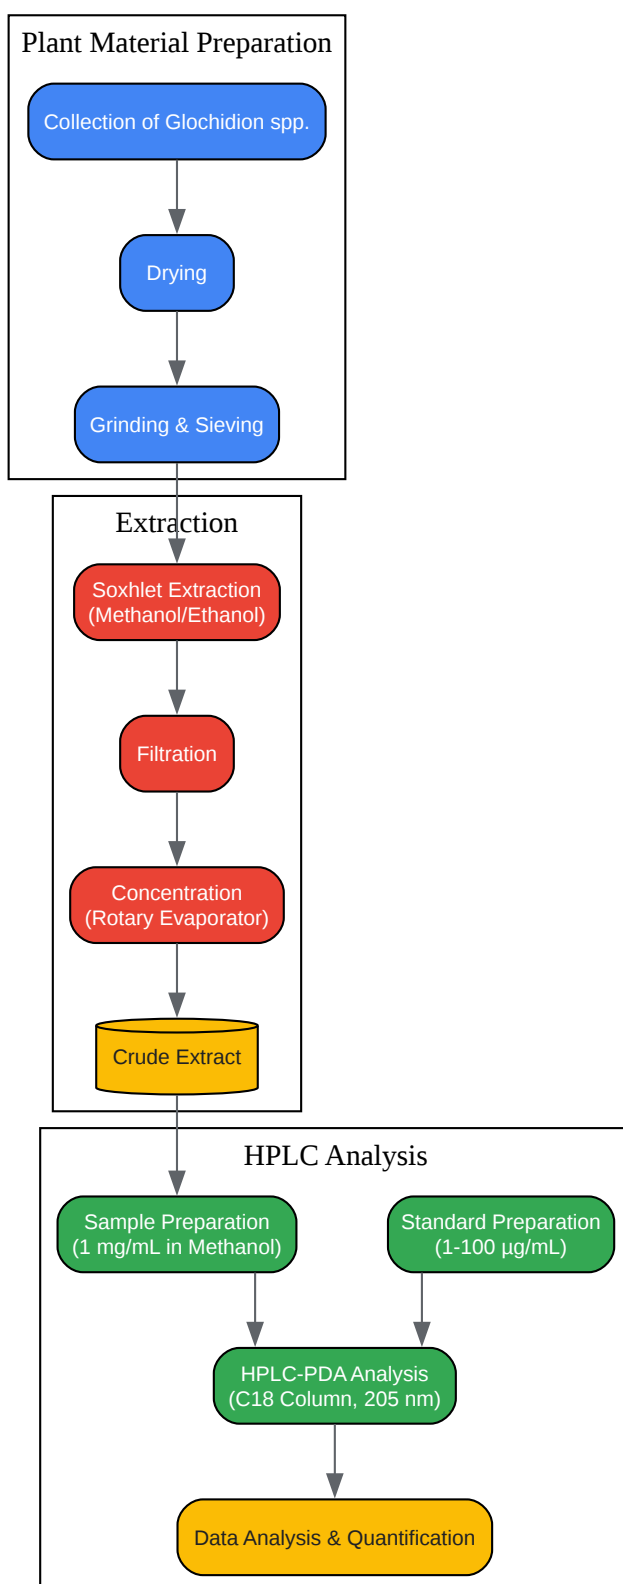 Plant Material Preparation
Collection of Glochidion spp.
Drying
Grinding & Sieving
Extraction
Soxhlet Extraction
(Methanol/Ethanol)
Filtration
Concentration
(Rotary Evaporator)
Crude Extract
HPLC Analysis
Sample Preparation
(1 mg/mL in Methanol)
Standard Preparation
(1-100 µg/mL)
HPLC-PDA Analysis
(C18 Column, 205 nm)
Data Analysis & Quantification